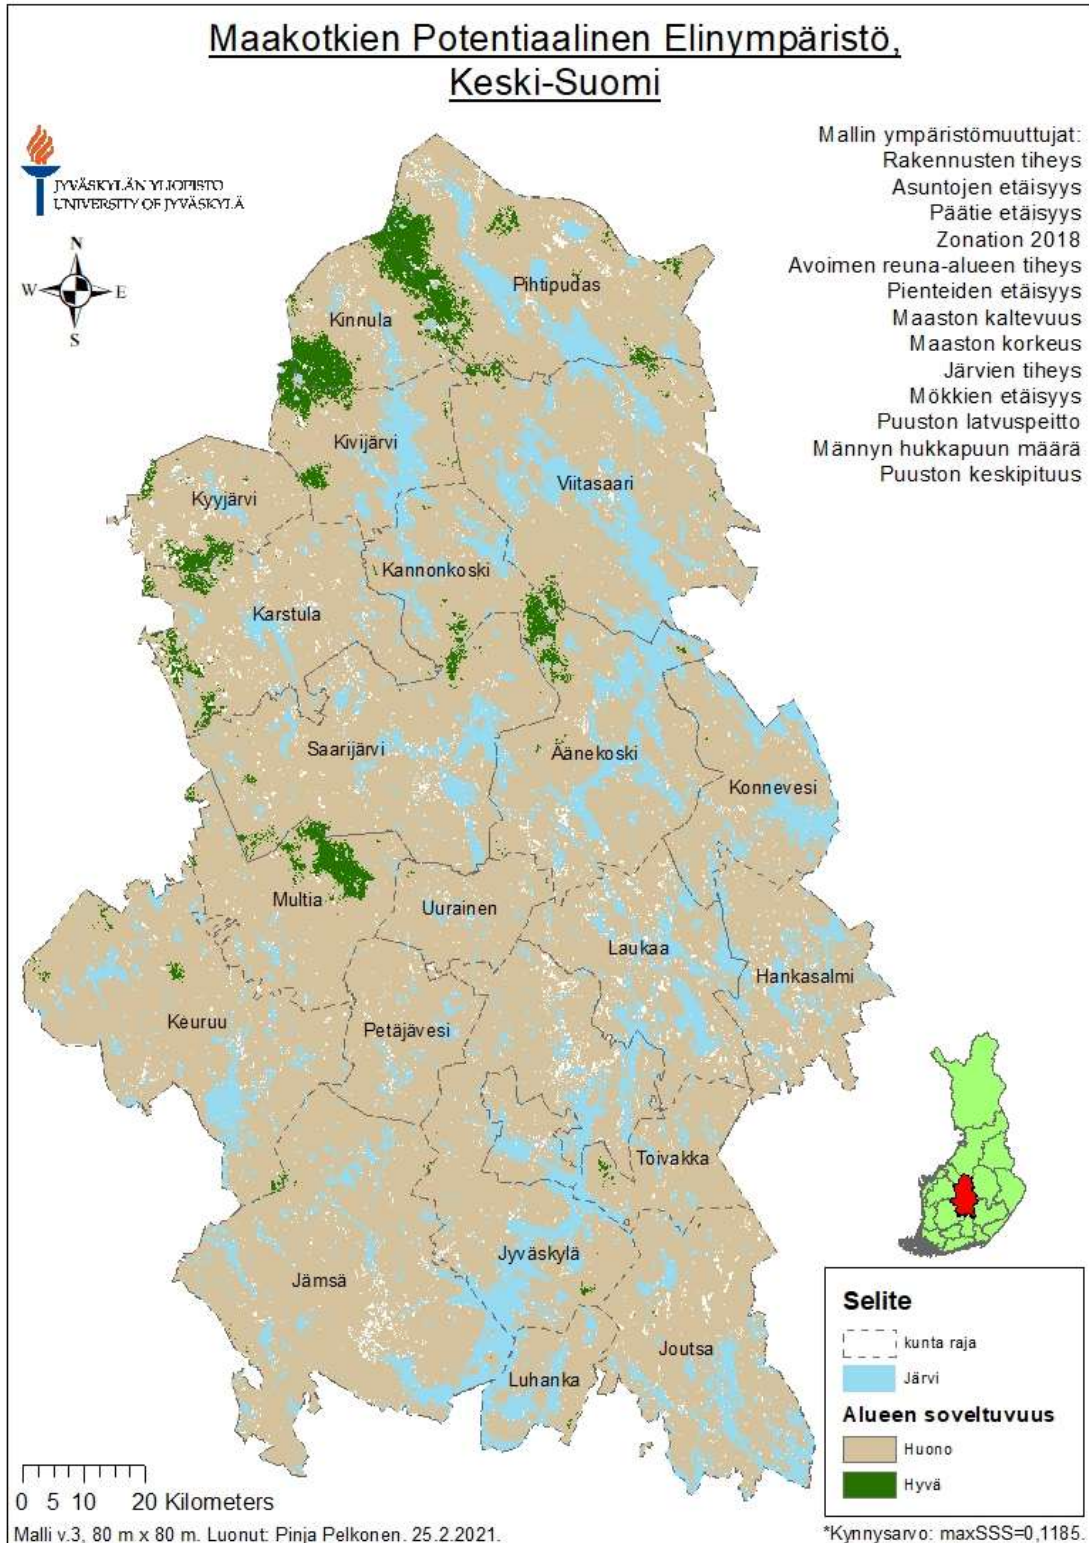 Maakotkien Potentiaalinen Elinympäristö,
Keski-Suomi
JYVÄSKYLÄN YLIOPISTO
UNIVERSITY OF JYVÄSKYLÄ
N
W
E
S
Mallin ympäristömuuttujat:
Rakennusten tiheys
Asuntojen etäisyys
Päätie etäisyys
Zonation 2018
Avoimen reuna-alueen tiheys
Pienteiden etäisyys
Maaston kaltevuus
Maaston korkeus
Järvien tiheys
Mökkien etäisyys
Puuston latvuspeitto
Männyn hukkapuun määrä
Puuston keskipituus
Pihtipudas
Kinnula
Kivijärvi
Viitasaari
Kyyjärvi
Kannonkoski
Karstula
Saarijärvi
Äänekoski
Konnevesi
Multia
Uurainen
Laukaa
Hankasalmi
Keuruu
Petäjävesi
Toivakka
Jyväskylä
Jämsä
Joutsa
Luhanka
Selite
kunta raja
Järvi
Alueen soveltuvuus
Huono
Hyvä
0 5 10 20 Kilometers
Malli v.3, 80 m x 80 m. Luonut: Pinja Pelkonen. 25.2.2021.
*Kynnysarvo: maxSSS=0,1185.